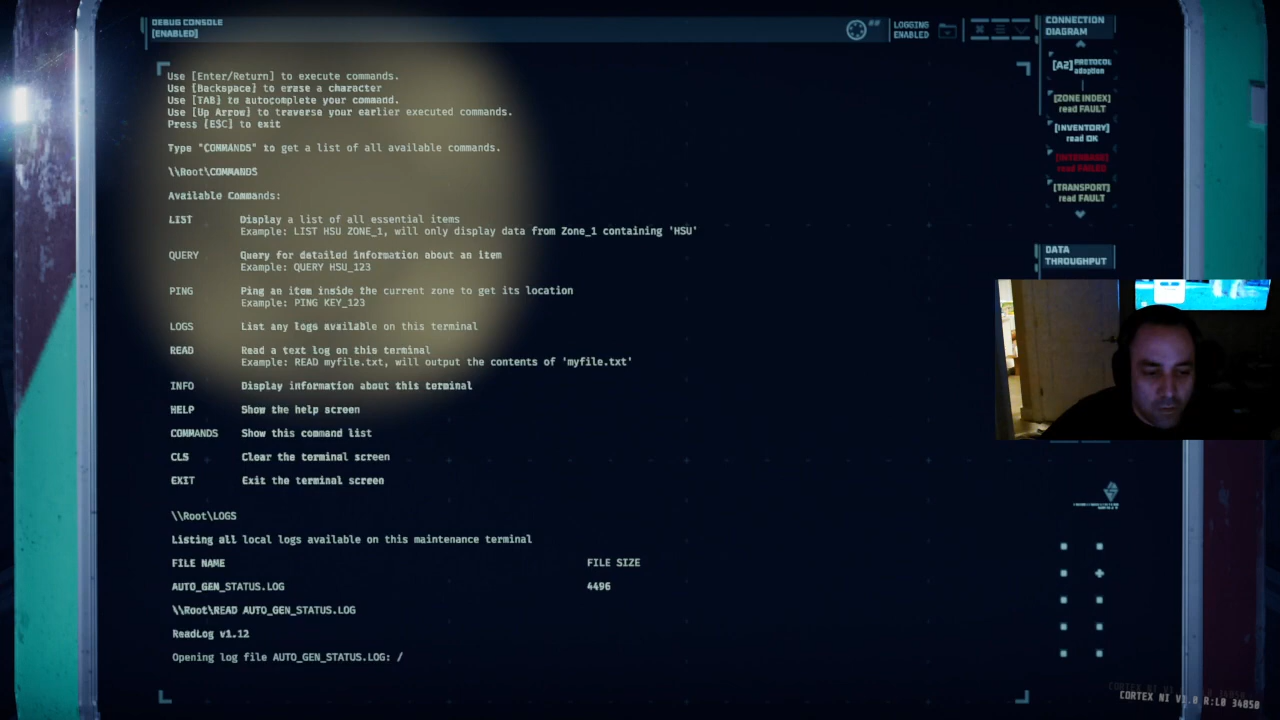 DEBUG CONSOLE
[ENABLED]
LOGGING
ENABLED
Use [Enter/Return] to execute commands.
Use [Backspace] to erase a character
Use [TAB] to autocomplete your command.
Use [Up Arrow] to traverse your earlier executed commands.
Press [ESC] to exit
Type "COMMANDS" to get a list of all available commands.
\\Root\COMMANDS
Available Commands:
LIST Display a list of all essential items
Example: LIST HSU ZONE_1, will only display data from Zone_1 containing 'HSU'
QUERY Query for detailed information about an item
Example: QUERY HSU_123
PING Ping an item inside the current zone to get its location
Example: PING KEY_123
LOGS List any logs available on this terminal
READ Read a text log on this terminal
Example: READ myfile.txt, will output the contents of 'myfile.txt'
INFO Display information about this terminal
HELP Show the help screen
COMMANDS Show this command list
CLS Clear the terminal screen
EXIT Exit the terminal screen
\\Root\LOGS
Listing all local logs available on this maintenance terminal
FILE NAME FILE SIZE
AUTO_GEN_STATUS.LOG 4496
\\Root\READ AUTO_GEN_STATUS.LOG
ReadLog v1.12
Opening log file AUTO_GEN_STATUS.LOG: /
CONNECTION
DIAGRAM
[A2] PROTOCOL
adaption
[ZONE INDEX]
read FAULT
[INVENTORY]
read OK
read FAILED
[TRANSPORT]
read FAULT
DATA
THROUGHPUT
CORTEX NI V1.0 R:L0 34850